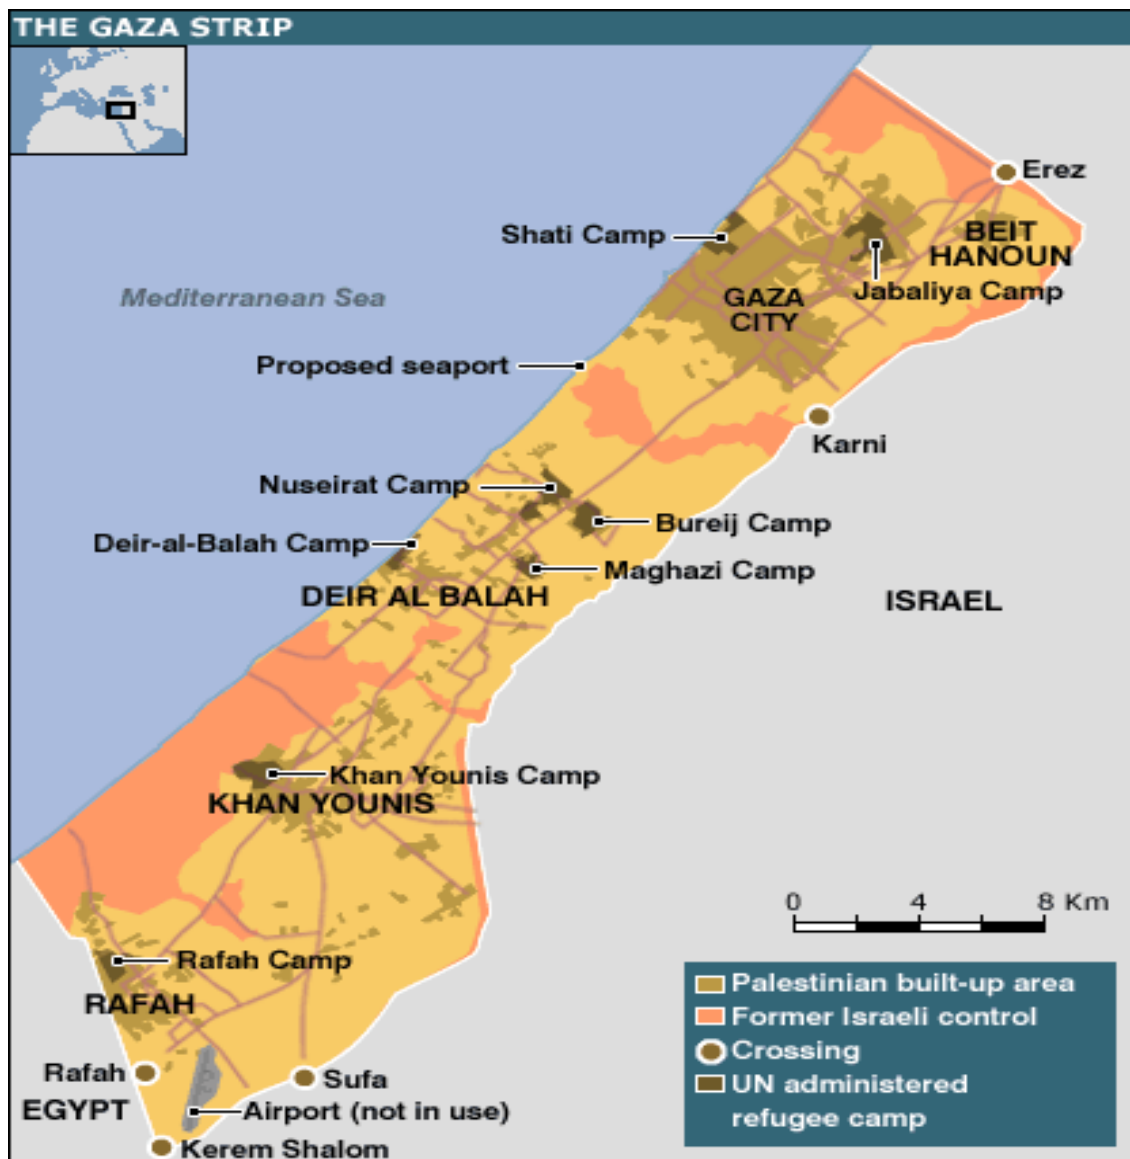 THE GAZA STRIP
Erez
Shati Camp
BEIT
HANOUN
Jabaliya Camp
Mediterranean Sea
GAZA
CITY
Proposed seaport
Karni
Nuseirat Camp
Bureij Camp
Deir-al-Balah Camp
Maghazi Camp
DEIR AL BALAH
ISRAEL
Khan Younis Camp
KHAN YOUNIS
0 4 8 Km
Rafah Camp
RAFAH
Palestinian built-up area
Former Israeli control
Crossing
UN administered
refugee camp
Rafah
Sufa
EGYPT
Airport (not in use)
Kerem Shalom